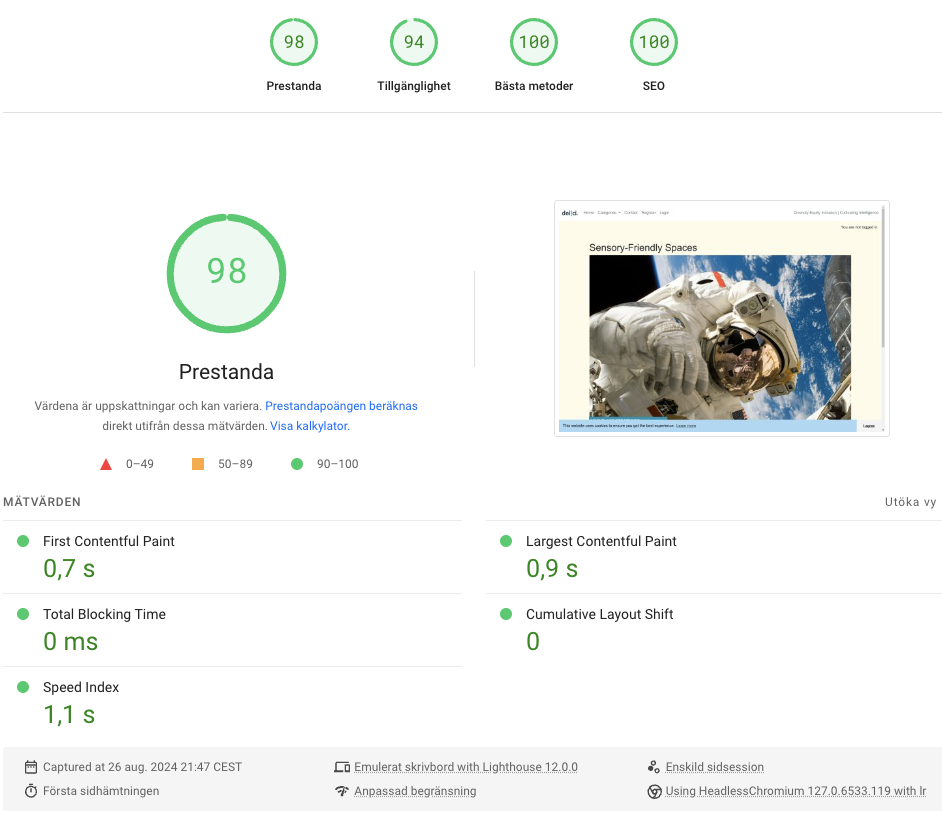 98
94
100
100
Prestanda
Tillgänglighet
Bästa metoder
SEO
98
Prestanda
Värdena är uppskattningar och kan variera. Prestandapoängen beräknas
direkt utifrån dessa mätvärden. Visa kalkylator.
0–49
50–89
90–100
Home Categories Contact Register Login
Diversity Equity Inclusion | Cultivating Intelligence
You are not logged in.
Sensory-Friendly Spaces
This website uses cookies to ensure you get the best experience. Learn more
MÄTVÄRDEN
Utöka vy
First Contentful Paint
0,7 s
Largest Contentful Paint
0,9 s
Total Blocking Time
0 ms
Cumulative Layout Shift
0
Speed Index
1,1 s
Captured at 26 aug. 2024 21:47 CEST
Emulerat skrivbord with Lighthouse 12.0.0
Enskild sidsession
Första sidhämtningen
Anpassad begränsning
Using HeadlessChromium 127.0.6533.119 with lr